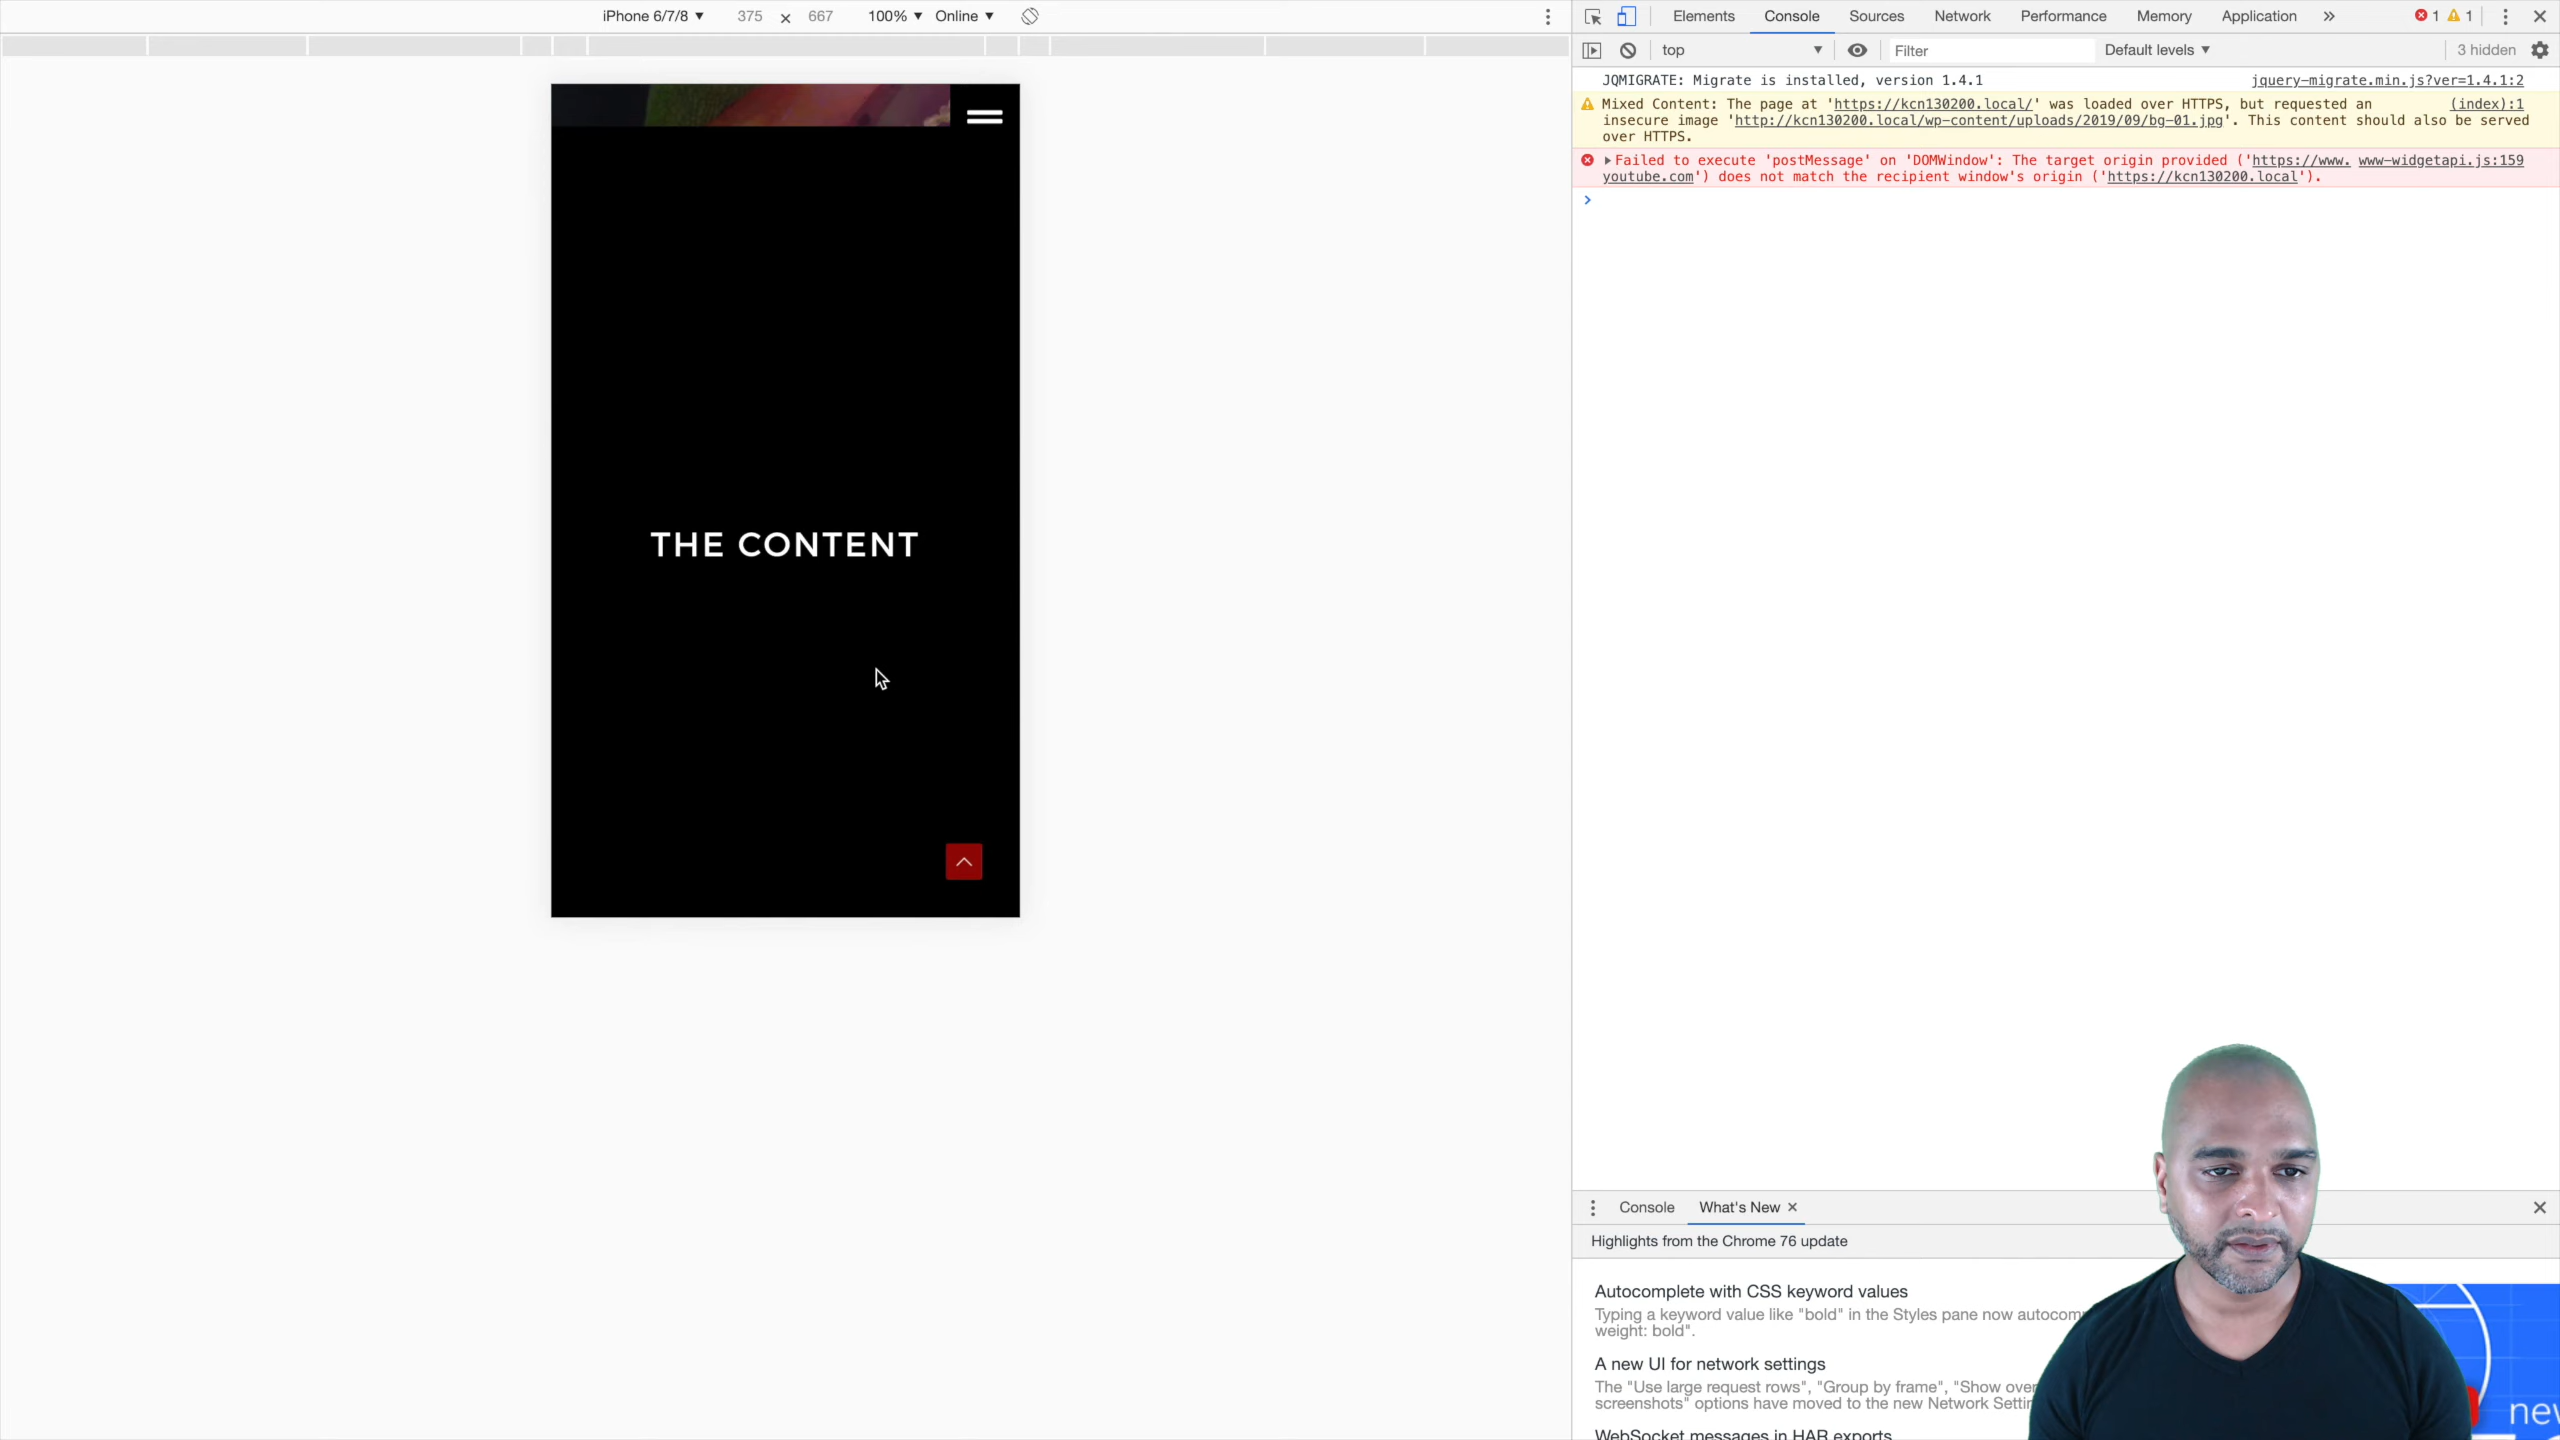 iPhone 6/7/8 ▼ 375 × 667 100% ▼ Online ▼
Elements Console Sources Network Performance Memory Application » 1 1
top ▼ Filter Default levels ▼ 3 hidden
JQMIGRATE: Migrate is installed, version 1.4.1 jquery-migrate.min.js?ver=1.4.1:2
Mixed Content: The page at 'https://kcn130200.local/' was loaded over HTTPS, but requested an (index):1
insecure image 'http://kcn130200.local/wp-content/uploads/2019/09/bg-01.jpg'. This content should also be served
over HTTPS.
Failed to execute 'postMessage' on 'DOMWindow': The target origin provided ('https://www. www-widgetapi.js:159
youtube.com') does not match the recipient window's origin ('https://kcn130200.local').
THE CONTENT
Console What's New ×
Highlights from the Chrome 76 update
Autocomplete with CSS keyword values
Typing a keyword value like "bold" in the Styles pane now autocom
weight: bold".
A new UI for network settings
The "Use large request rows", "Group by frame", "Show over
screenshots" options have moved to the new Network Settin
WebSocket messages in HAR exports
new